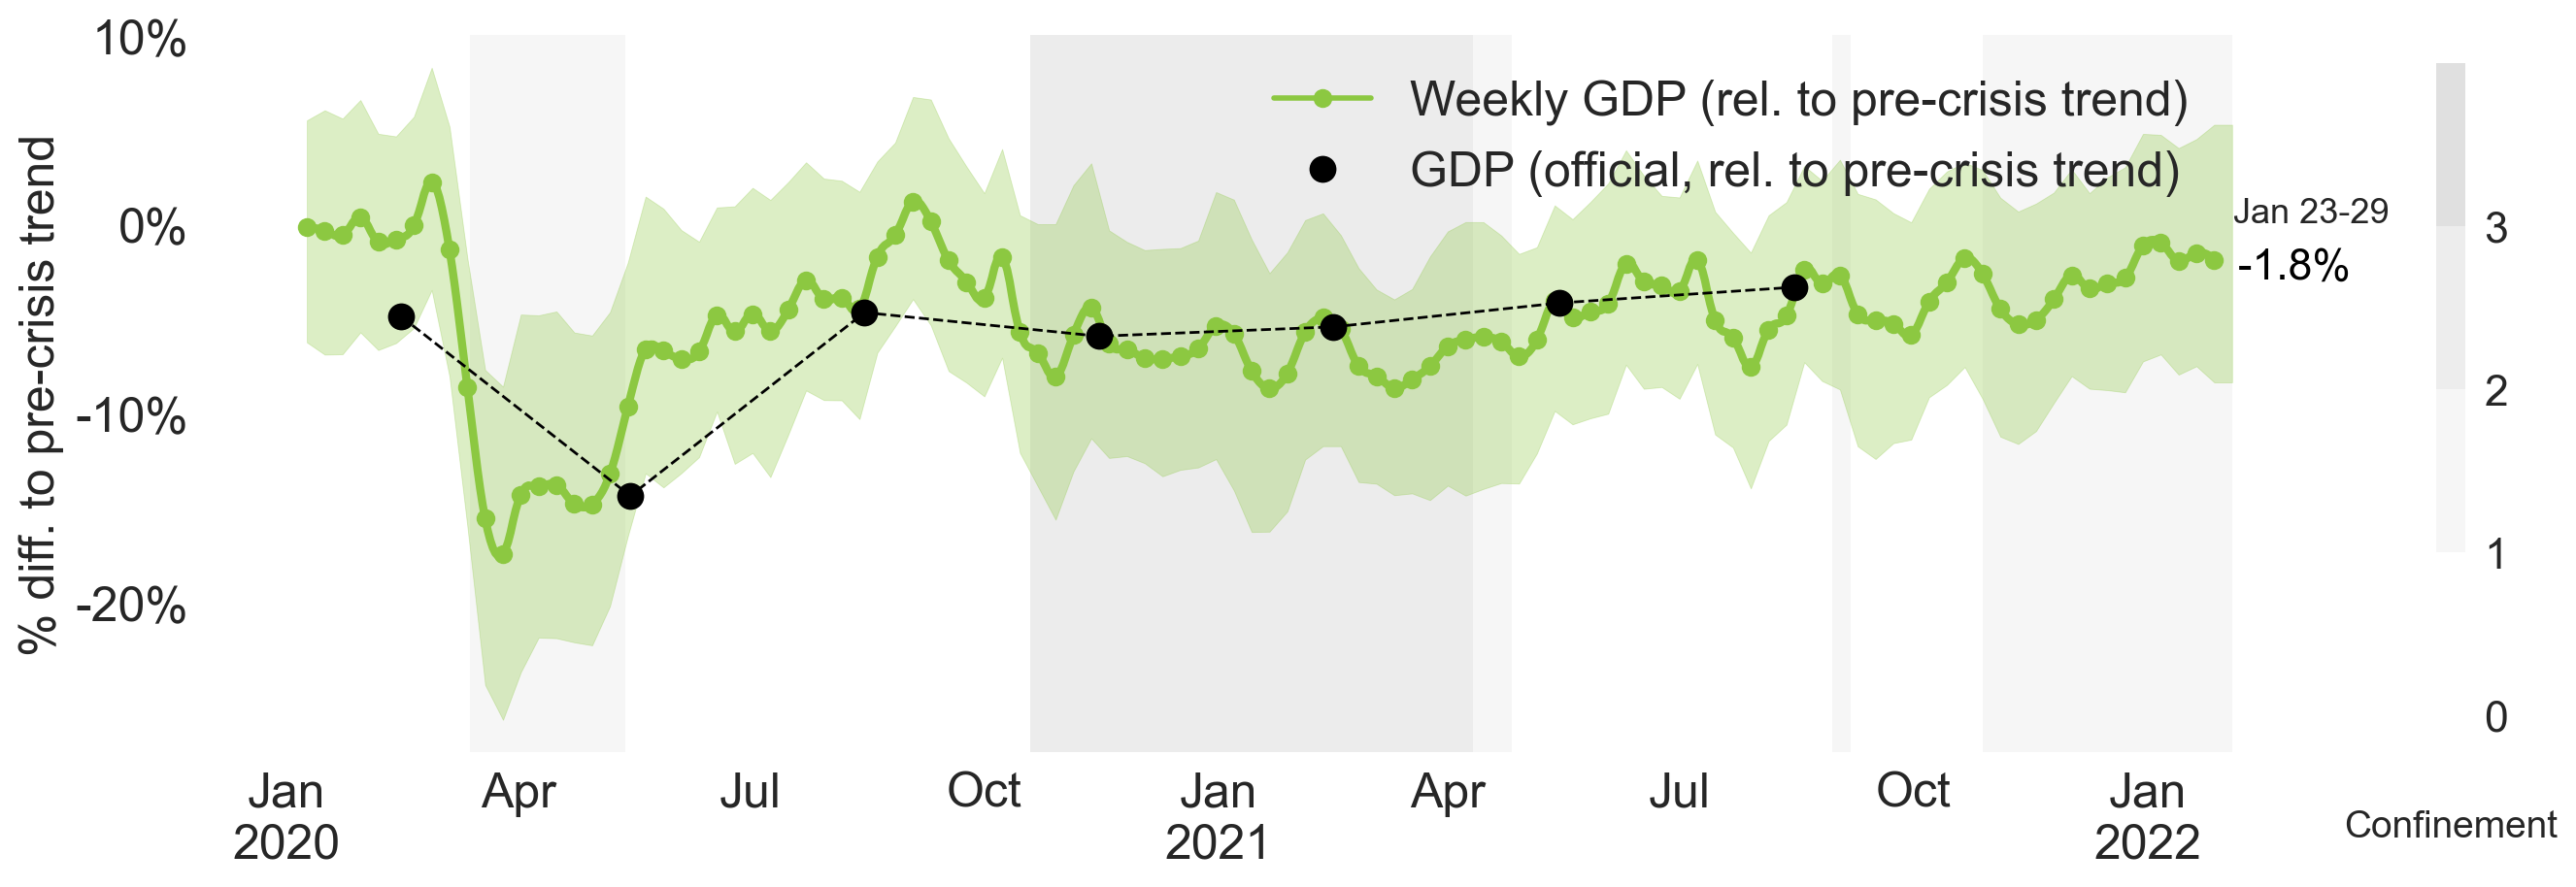 % diff. to pre-crisis trend
10%
0%
-10%
-20%
Weekly GDP (rel. to pre-crisis trend)
GDP (official, rel. to pre-crisis trend)
Jan 23-29
-1.8%
3
2
1
0
Jan Apr Jul Oct Jan Apr Jul Oct Jan
2020 2021 2022
Confinement